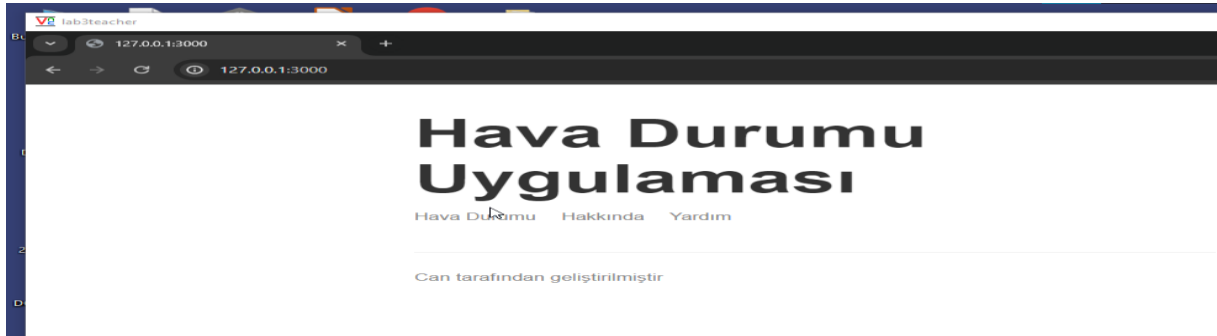 lab3teacher
127.0.0.1:3000
127.0.0.1:3000
Hava Durumu
Uygulaması
Hava Durumu Hakkında Yardım
Can tarafından geliştirilmiştir